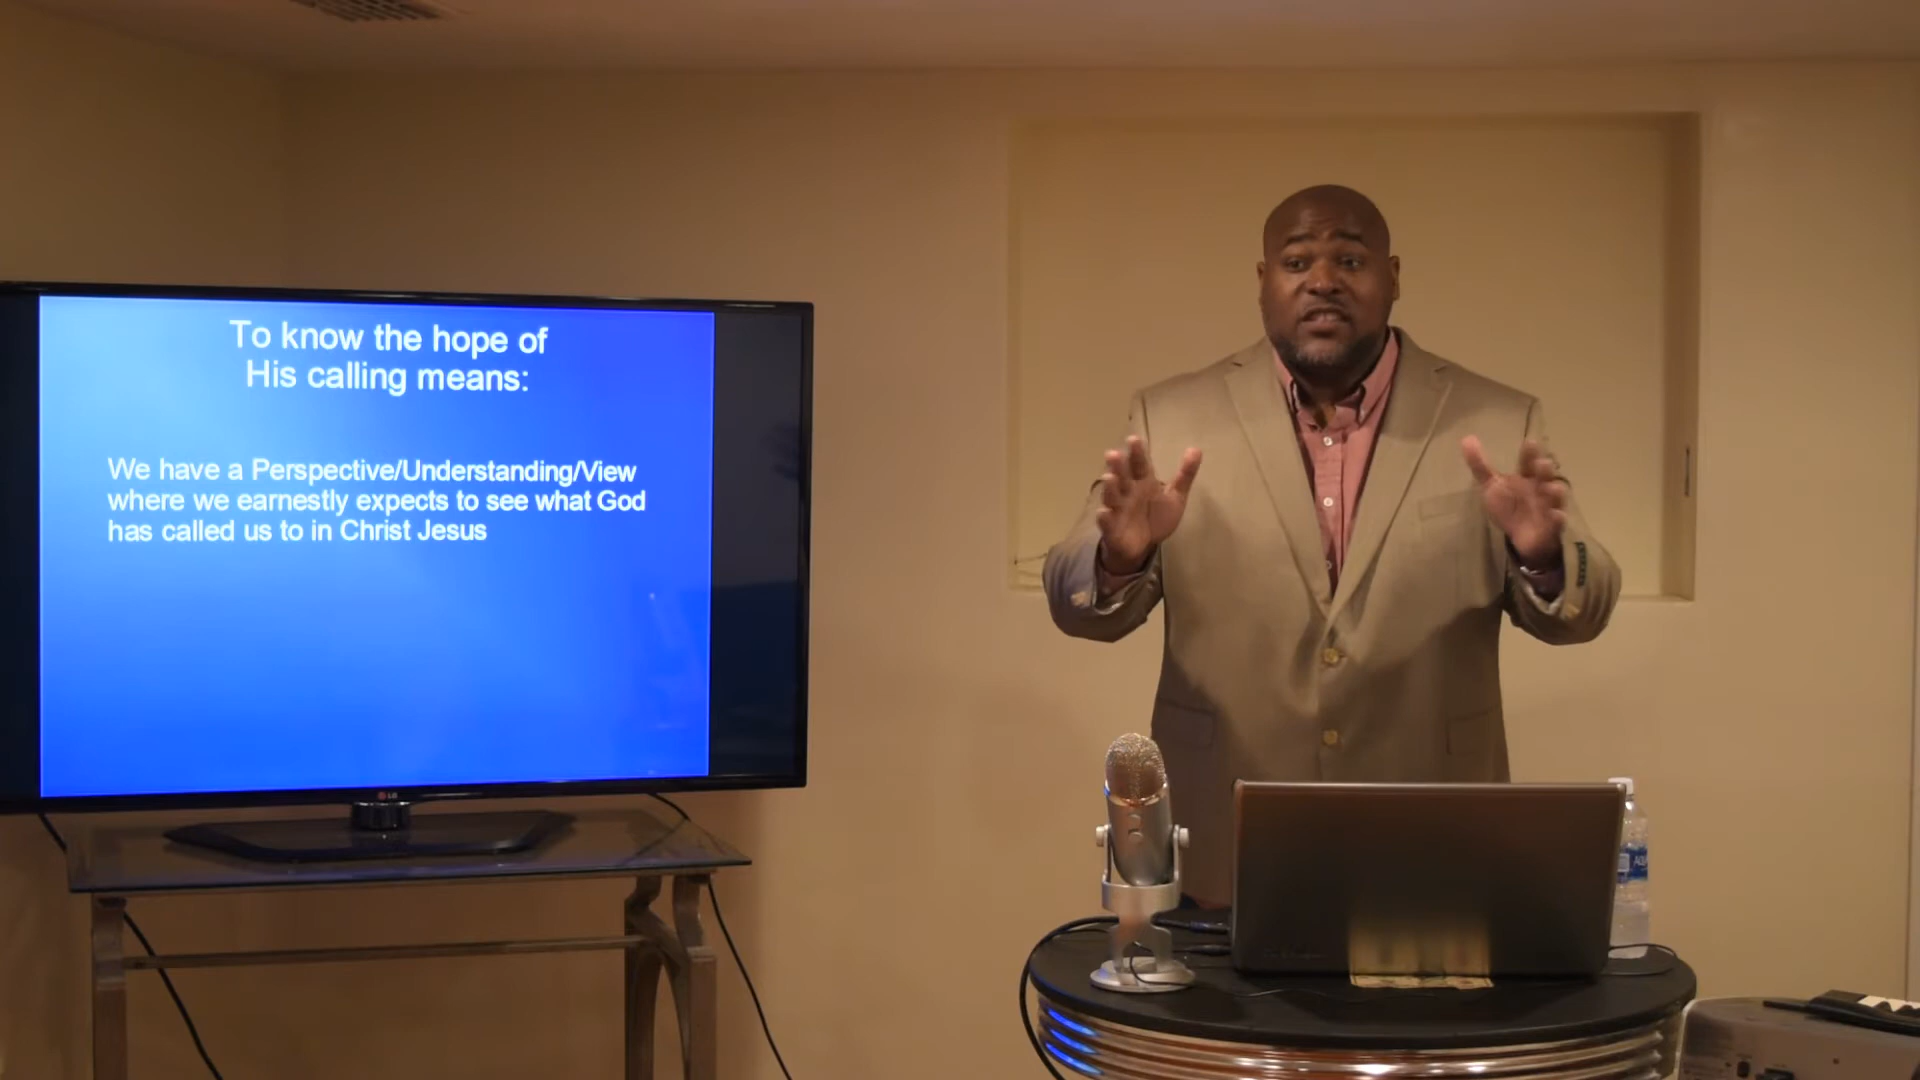 To know the hope of
His calling means:
We have a Perspective/Understanding/View
where we earnestly expects to see what God
has called us to in Christ Jesus
LG